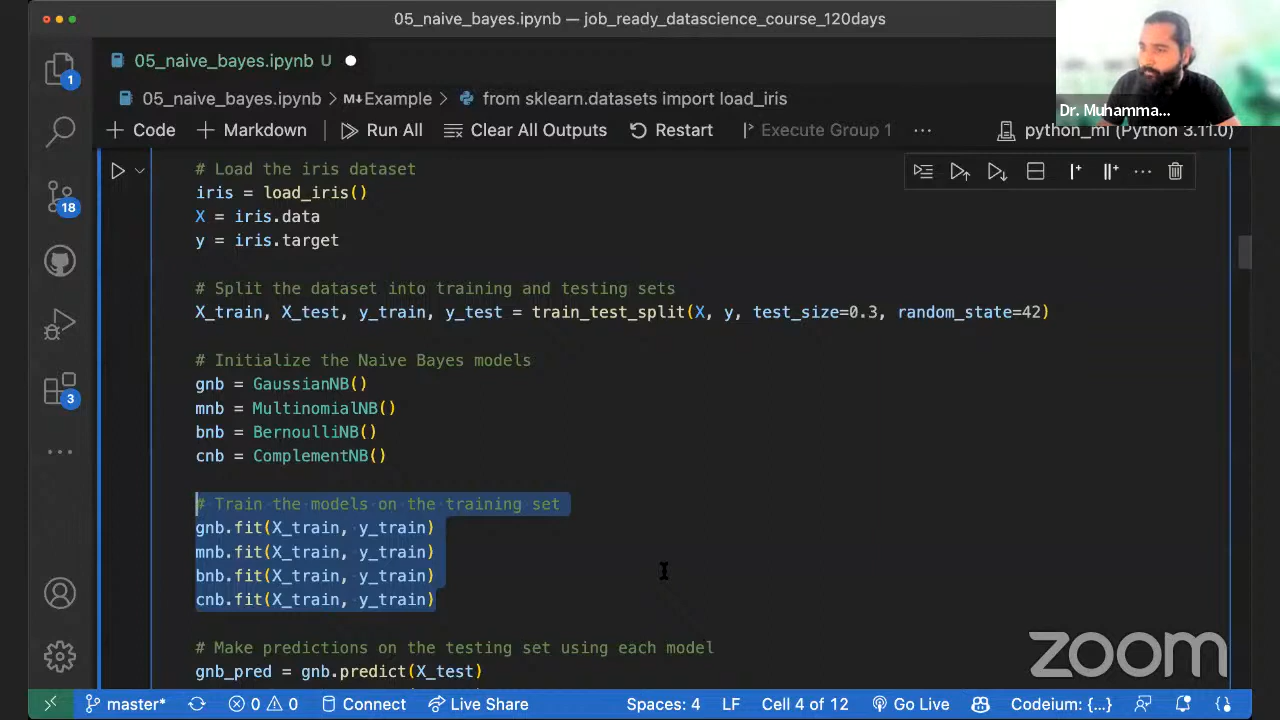 05_naive_bayes.ipynb — job_ready_datascience_course_120days
05_naive_bayes.ipynb U
05_naive_bayes.ipynb > M↓Example > from sklearn.datasets import load_iris
+ Code + Markdown Run All Clear All Outputs Restart Execute Group 1 ... python_ml (Python 3.11.0)
Dr. Muhamma...
# Load the iris dataset
iris = load_iris()
X = iris.data
y = iris.target
# Split the dataset into training and testing sets
X_train, X_test, y_train, y_test = train_test_split(X, y, test_size=0.3, random_state=42)
# Initialize the Naive Bayes models
gnb = GaussianNB()
mnb = MultinomialNB()
bnb = BernoulliNB()
cnb = ComplementNB()
# Train the models on the training set
gnb.fit(X_train, y_train)
mnb.fit(X_train, y_train)
bnb.fit(X_train, y_train)
cnb.fit(X_train, y_train)
# Make predictions on the testing set using each model
gnb_pred = gnb.predict(X_test)
1
18
3
zoom
master* 0 0 Connect Live Share Spaces: 4 LF Cell 4 of 12 Go Live Codeium: {...}